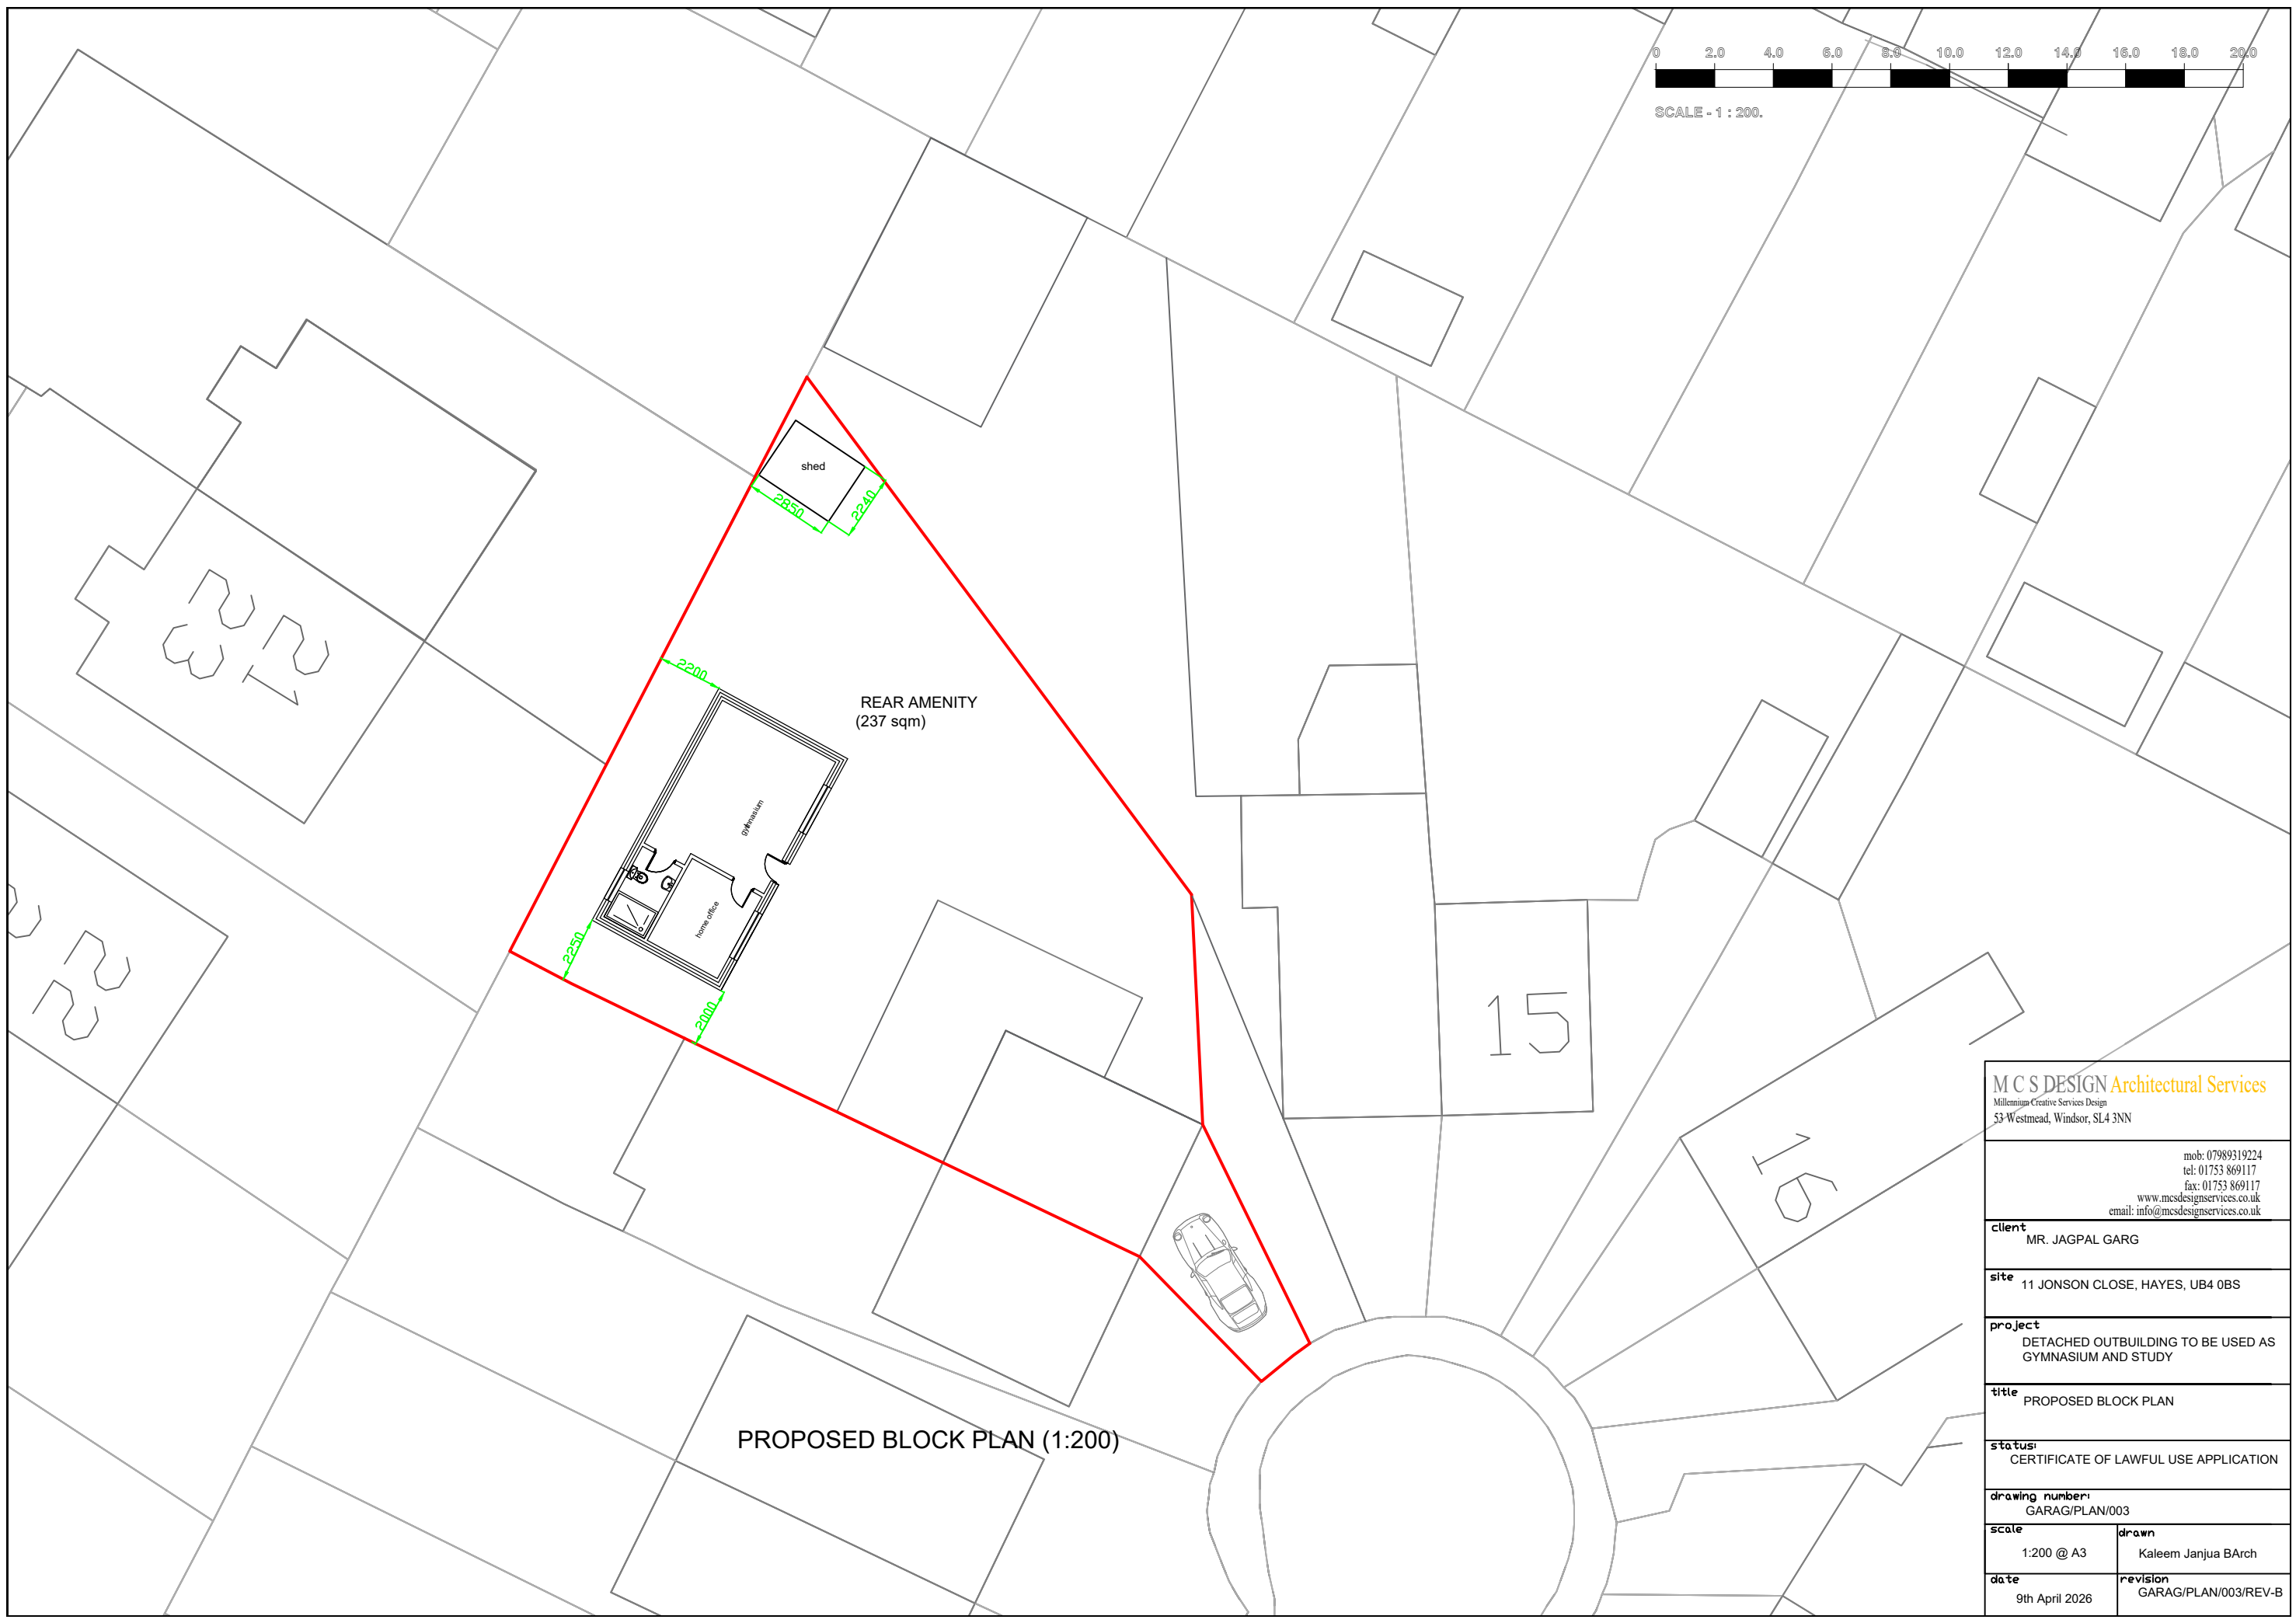 0 2.0 4.0 6.0 8.0 10.0 12.0 14.0 16.0 18.0 20.0
SCALE - 1 : 200.
shed
2850
2240
21
23
2200
REAR AMENITY
(237 sqm)
gymnasium
home office
2250
2000
15
16
PROPOSED BLOCK PLAN (1:200)
M C S DESIGN Architectural Services
Millennium Creative Services Design
53 Westmead, Windsor, SL4 3NN
mob: 07989319224
tel: 01753 869117
fax: 01753 869117
www.mcsdesignservices.co.uk
email: info@mcsdesignservices.co.uk
client
MR. JAGPAL GARG
site
11 JONSON CLOSE, HAYES, UB4 0BS
project
DETACHED OUTBUILDING TO BE USED AS
GYMNASIUM AND STUDY
title
PROPOSED BLOCK PLAN
status:
CERTIFICATE OF LAWFUL USE APPLICATION
drawing number:
GARAG/PLAN/003
scale
1:200 @ A3
drawn
Kaleem Janjua BArch
date
9th April 2026
revision
GARAG/PLAN/003/REV-B